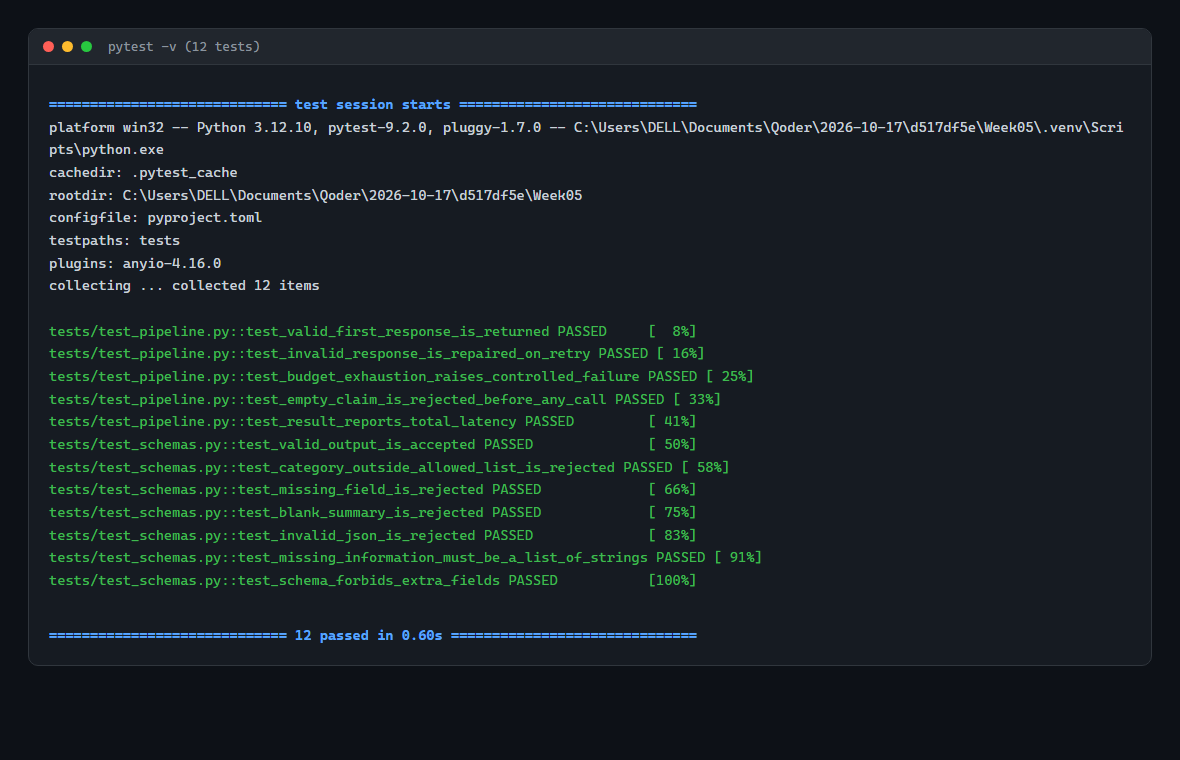 pytest -v (12 tests)
============================= test session starts =============================
platform win32 -- Python 3.12.10, pytest-9.2.0, pluggy-1.7.0 -- C:\Users\DELL\Documents\Qoder\2026-10-17\d517df5e\Week05\.venv\Scri
pts\python.exe
cachedir: .pytest_cache
rootdir: C:\Users\DELL\Documents\Qoder\2026-10-17\d517df5e\Week05
configfile: pyproject.toml
testpaths: tests
plugins: anyio-4.16.0
collecting ... collected 12 items
tests/test_pipeline.py::test_valid_first_response_is_returned PASSED     [  8%]
tests/test_pipeline.py::test_invalid_response_is_repaired_on_retry PASSED [ 16%]
tests/test_pipeline.py::test_budget_exhaustion_raises_controlled_failure PASSED [ 25%]
tests/test_pipeline.py::test_empty_claim_is_rejected_before_any_call PASSED [ 33%]
tests/test_pipeline.py::test_result_reports_total_latency PASSED         [ 41%]
tests/test_schemas.py::test_valid_output_is_accepted PASSED              [ 50%]
tests/test_schemas.py::test_category_outside_allowed_list_is_rejected PASSED [ 58%]
tests/test_schemas.py::test_missing_field_is_rejected PASSED             [ 66%]
tests/test_schemas.py::test_blank_summary_is_rejected PASSED             [ 75%]
tests/test_schemas.py::test_invalid_json_is_rejected PASSED              [ 83%]
tests/test_schemas.py::test_missing_information_must_be_a_list_of_strings PASSED [ 91%]
tests/test_schemas.py::test_schema_forbids_extra_fields PASSED           [100%]
============================= 12 passed in 0.60s ==============================